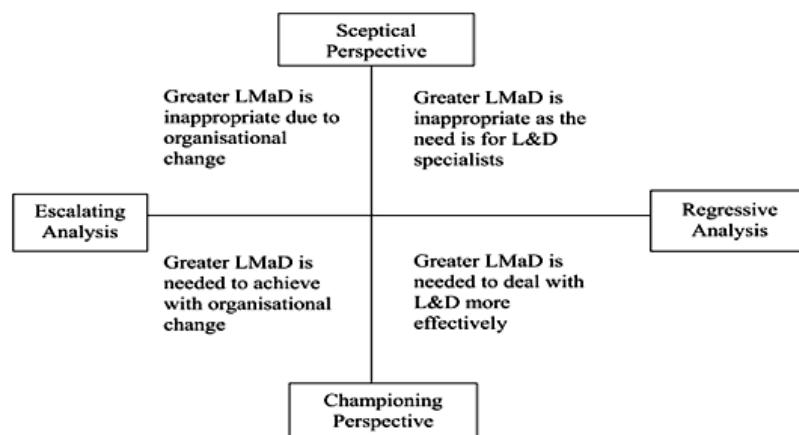 Sceptical
Perspective
Greater LMaD is
inappropriate due to
organisational
change
Greater LMaD is
inappropriate as the
need is for L&D
specialists
Escalating
Analysis
Regressive
Analysis
Greater LMaD is
needed to achieve
with organisational
change
Greater LMaD is
needed to deal with
L&D more
effectively
Championing
Perspective